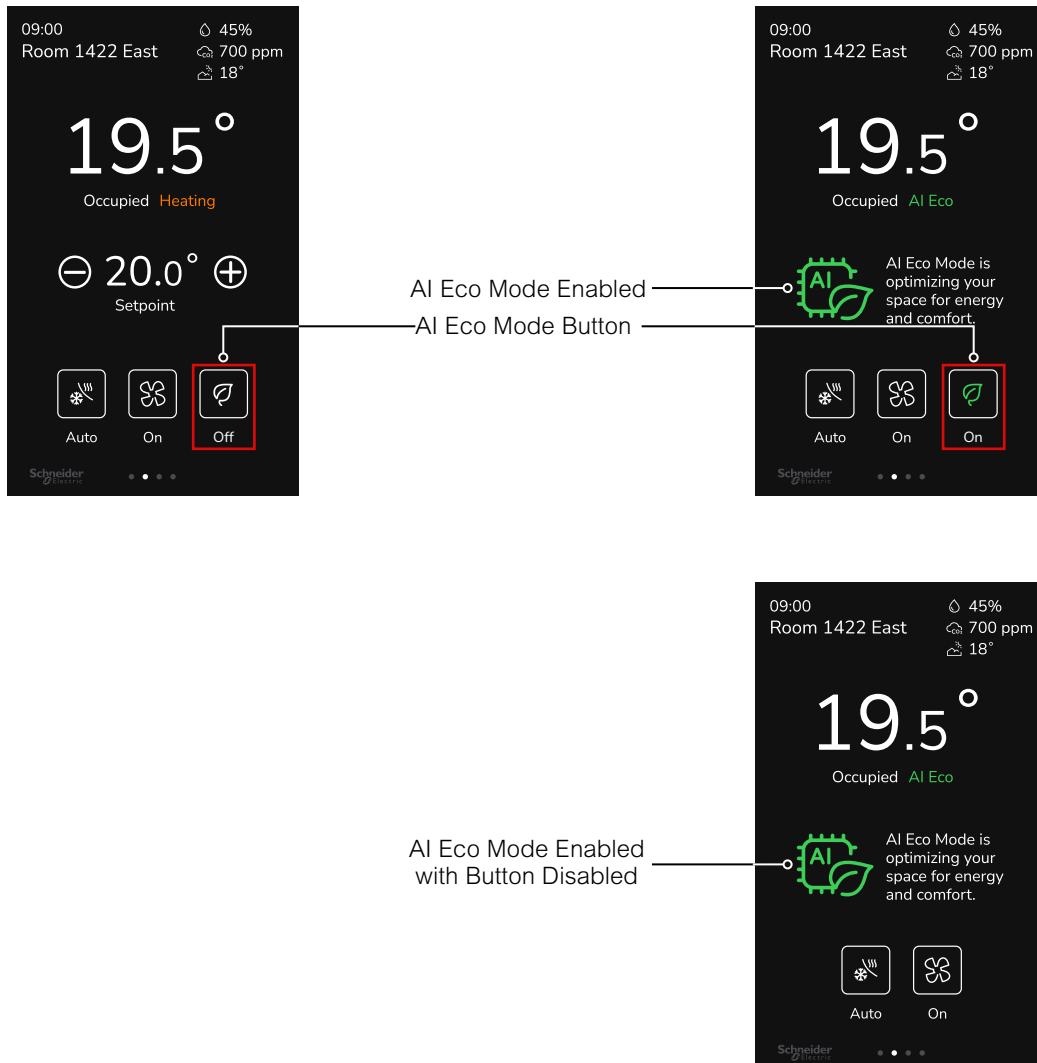 09:00
45%
Room 1422 East
700 ppm
18°
19.5°
Occupied Heating
20.0°
Setpoint
Auto
On
Off
Schneider
Electric
AI Eco Mode Enabled
AI Eco Mode Button
09:00
45%
Room 1422 East
700 ppm
18°
19.5°
Occupied AI Eco
AI
AI Eco Mode is
optimizing your
space for energy
and comfort.
Auto
On
On
Schneider
Electric
AI Eco Mode Enabled
with Button Disabled
09:00
45%
Room 1422 East
700 ppm
18°
19.5°
Occupied AI Eco
AI
AI Eco Mode is
optimizing your
space for energy
and comfort.
Auto
On
Schneider
Electric